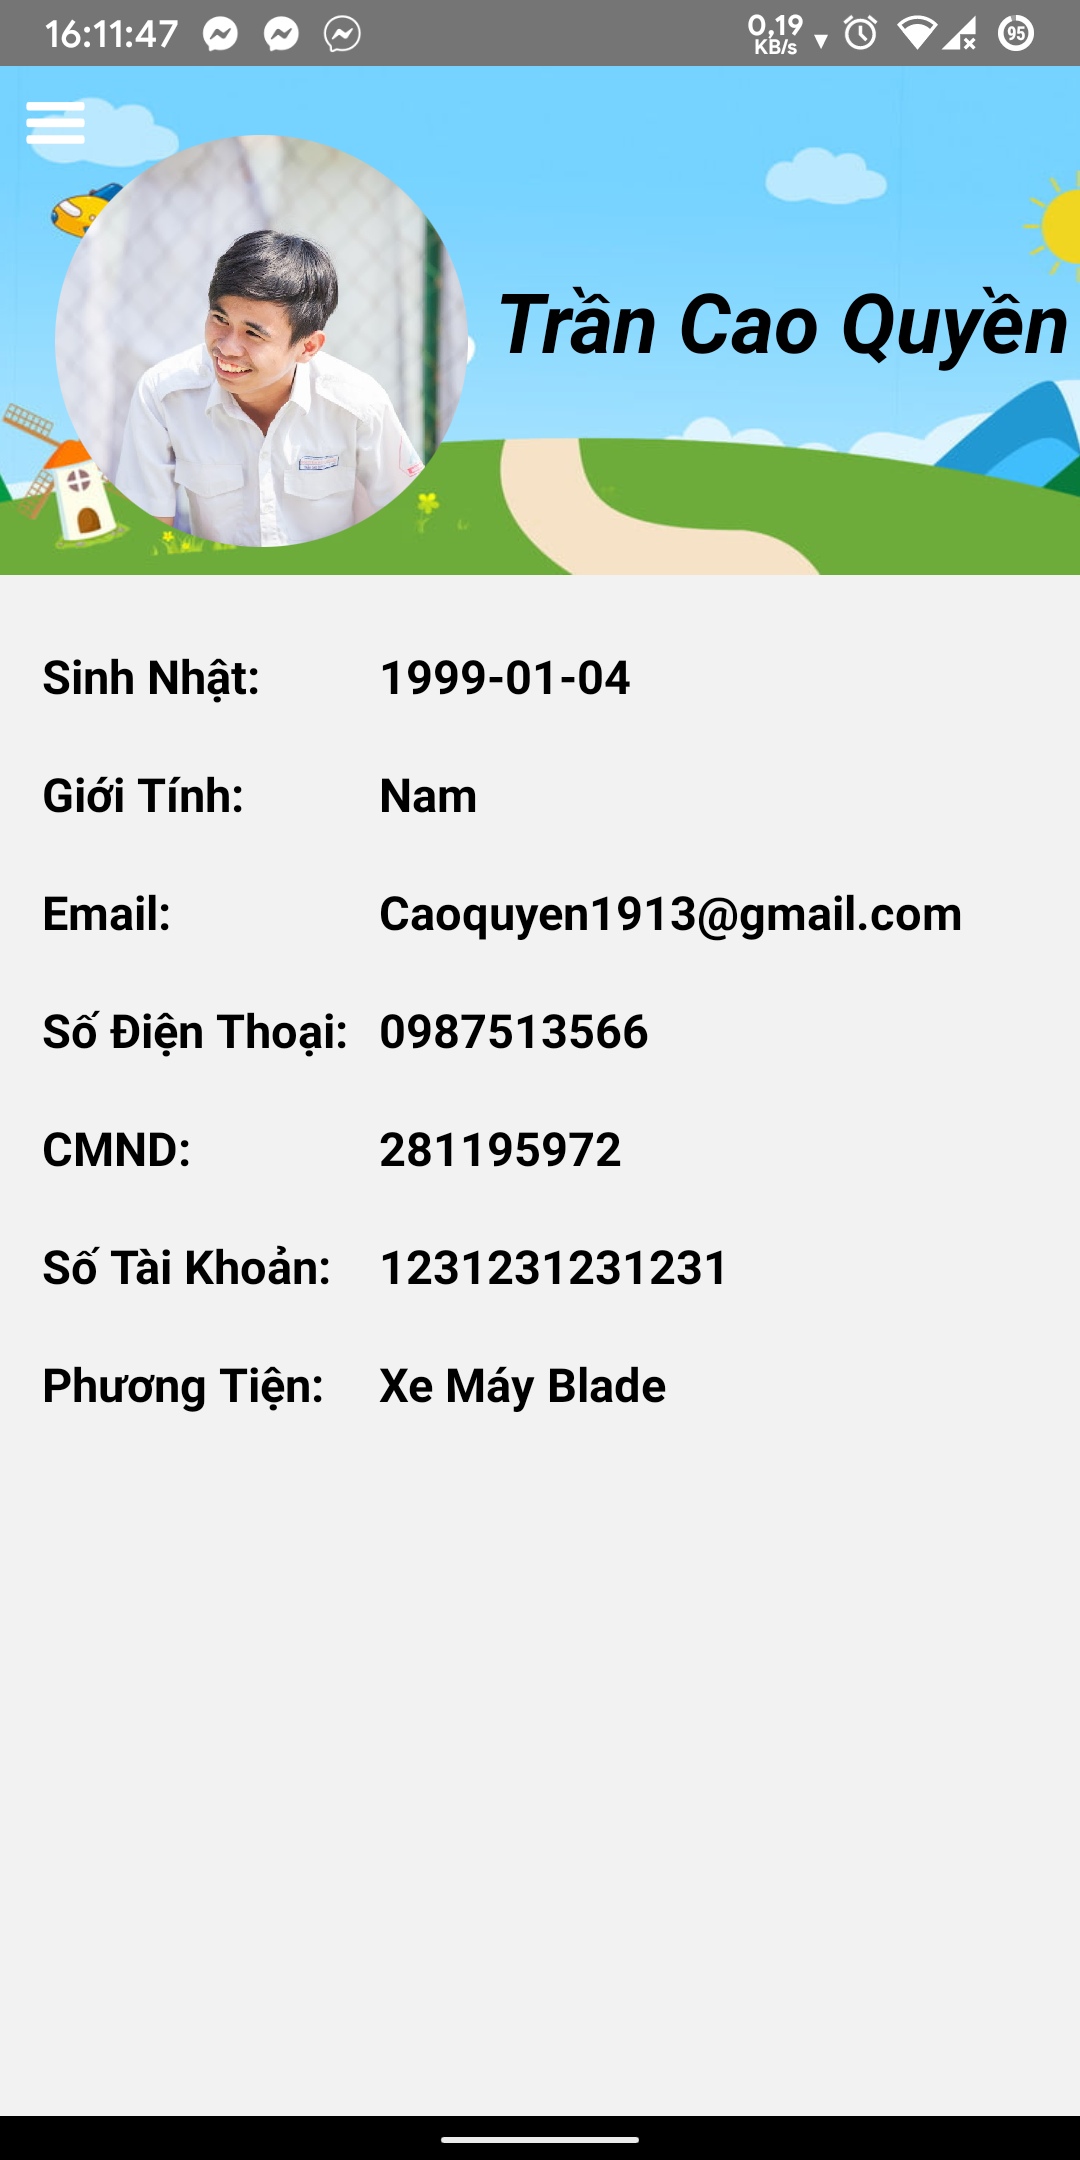 16:11:47 0,19 KB/s 95
Trần Cao Quyền
Sinh Nhật: 1999-01-04
Giới Tính: Nam
Email: Caoquyen1913@gmail.com
Số Điện Thoại: 0987513566
CMND: 281195972
Số Tài Khoản: 1231231231231
Phương Tiện: Xe Máy Blade